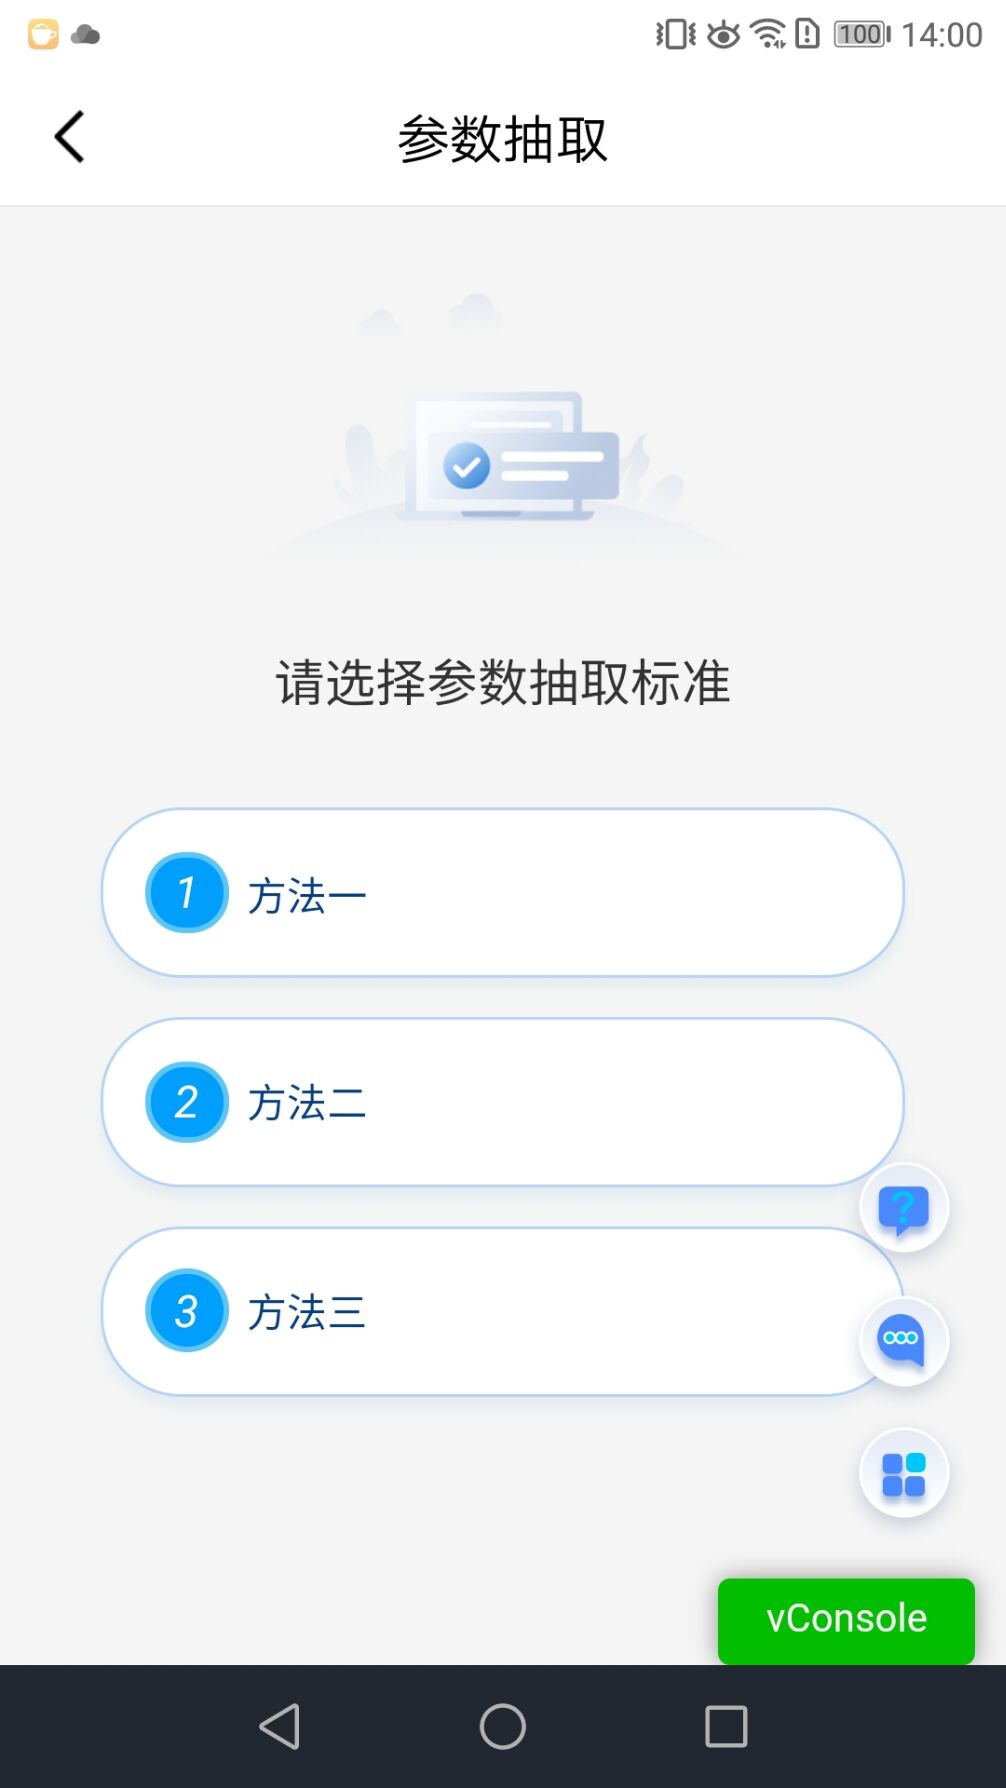 100 14:00
参数抽取
请选择参数抽取标准
1 方法一
2 方法二
3 方法三
?
vConsole